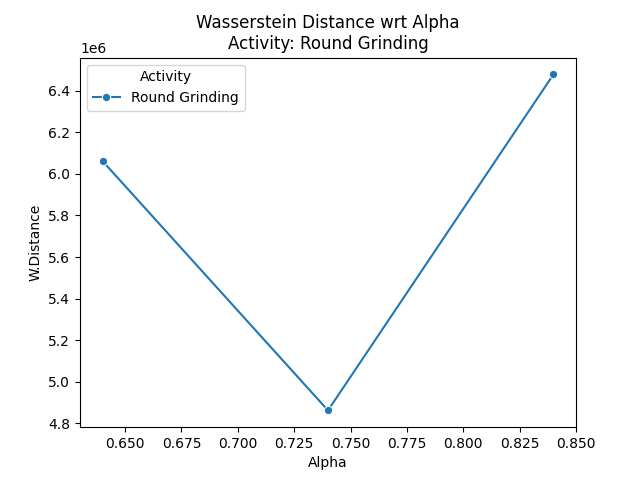 Wasserstein Distance wrt Alpha
Activity: Round Grinding
1e6
Activity
Round Grinding
W.Distance
6.4
6.2
6.0
5.8
5.6
5.4
5.2
5.0
4.8
0.650 0.675 0.700 0.725 0.750 0.775 0.800 0.825 0.850
Alpha